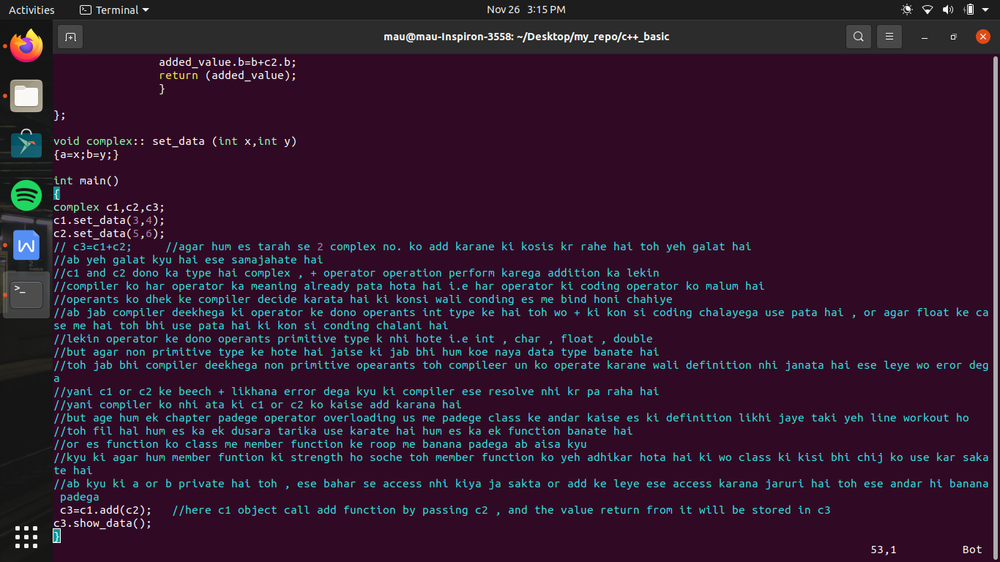 Activities Terminal Nov 26 3:15 PM
mau@mau-Inspiron-3558: ~/Desktop/my_repo/c++_basic
added_value.b=b+c2.b;
return (added_value);
}
};
void complex:: set_data (int x,int y)
{a=x;b=y;}
int main()
{
complex c1,c2,c3;
c1.set_data(3,4);
c2.set_data(5,6);
// c3=c1+c2;     //agar hum es tarah se 2 complex no. ko add karane ki kosis kr rahe hai toh yeh galat hai
//ab yeh galat kyu hai ese samajahate hai
//c1 and c2 dono ka type hai complex , + operator operation perform karega addition ka lekin
//compiler ko har operator ka meaning already pata hota hai i.e har operator ki coding operator ko malum hai
//operants ko dhek ke compiler decide karata hai ki konsi wali conding es me bind honi chahiye
//ab jab compiler deekhega ki operator ke dono operants int type ke hai toh wo + ki kon si coding chalayega use pata hai , or agar float ke ca
se me hai toh bhi use pata hai ki kon si conding chalani hai
//lekin operator ke dono operants primitive type k nhi hote i.e int , char , float , double
//but agar non primitive type ke hote hai jaise ki jab bhi hum koe naya data type banate hai
//toh jab bhi compiler deekhega non primitive opearants toh compileer un ko operate karane wali definition nhi janata hai ese leye wo eror deg
a
//yani c1 or c2 ke beech + likhana error dega kyu ki compiler ese resolve nhi kr pa raha hai
//yani compiler ko nhi ata ki c1 or c2 ko kaise add karana hai
//but age hum ek chapter padege operator overloading us me padege class ke andar kaise es ki definition likhi jaye taki yeh line workout ho
//toh fil hal hum es ka ek dusara tarika use karate hai hum es ka ek function banate hai
//or es function ko class me member function ke roop me banana padega ab aisa kyu
//kyu ki agar hum member funtion ki strength ho soche toh member function ko yeh adhikar hota hai ki wo class ki kisi bhi chij ko use kar saka
te hai
//ab kyu ki a or b private hai toh , ese bahar se access nhi kiya ja sakta or add ke leye ese access karana jaruri hai toh ese andar hi banana
padega
c3=c1.add(c2);   //here c1 object call add function by passing c2 , and the value return from it will be stored in c3
c3.show_data();
}
53,1 Bot